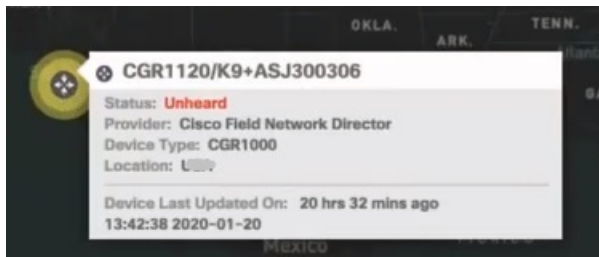 OKLA.
TENN.
ARK.
CGR1120/K9+ASJ300306
Status: Unheard
Provider: Cisco Field Network Director
Device Type: CGR1000
Location:
Device Last Updated On: 20 hrs 32 mins ago
13:42:38 2020-01-20
Mexico